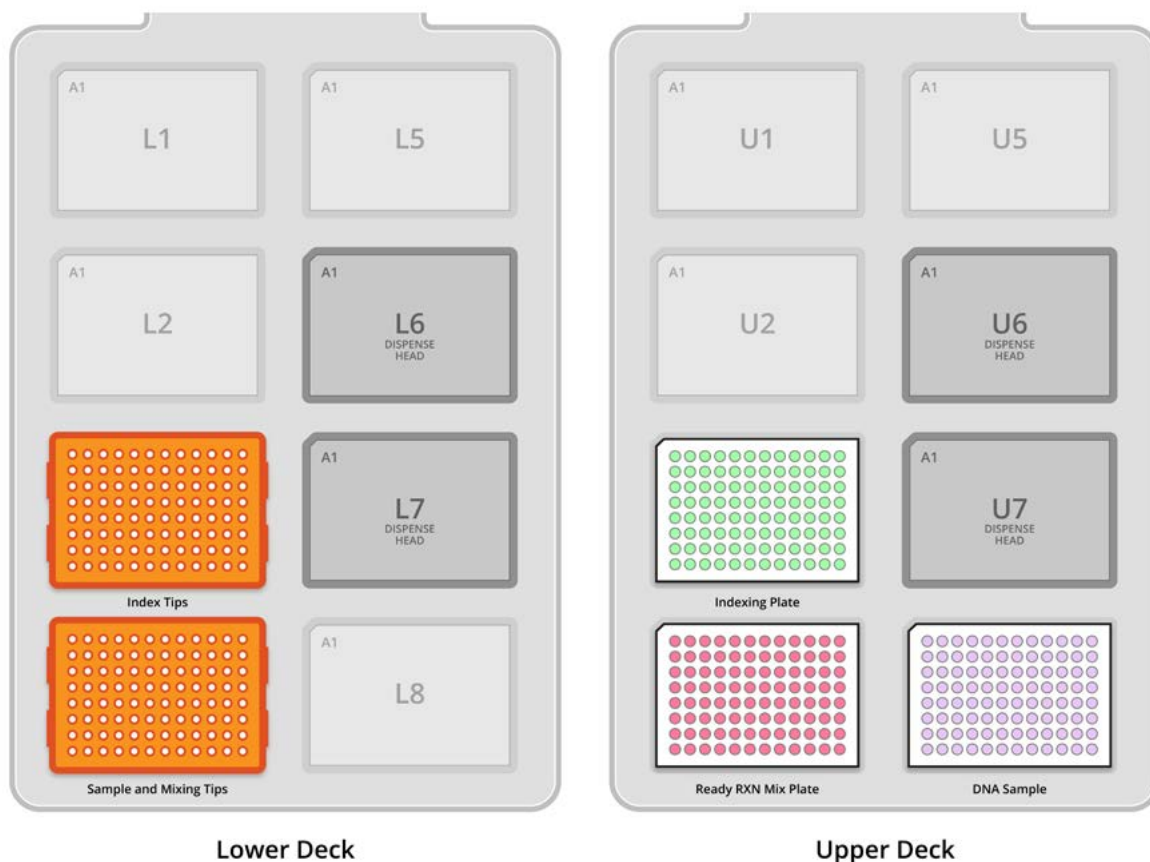 A1
L1
A1
L5
A1
L2
A1
L6
DISPENSE
HEAD
Index Tips
A1
L7
DISPENSE
HEAD
Sample and Mixing Tips
A1
L8
Lower Deck
A1
U1
A1
U5
A1
U2
A1
U6
DISPENSE
HEAD
Indexing Plate
A1
U7
DISPENSE
HEAD
Ready RXN Mix Plate
DNA Sample
Upper Deck